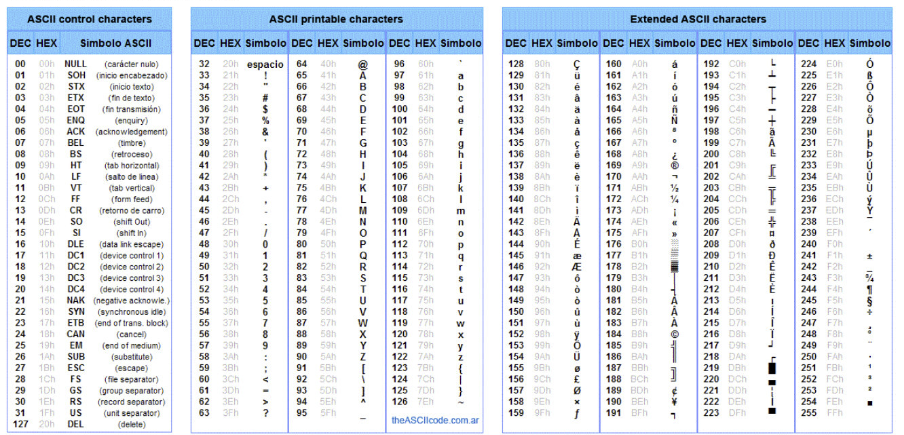 ASCII control characters
DEC HEX Simbolo ASCII
00 00h NULL (carácter nulo)
01 01h SOH (inicio encabezado)
02 02h STX (inicio texto)
03 03h ETX (fin de texto)
04 04h EOT (fin transmisión)
05 05h ENQ (enquiry)
06 06h ACK (acknowledgement)
07 07h BEL (timbre)
08 08h BS (retroceso)
09 09h HT (tab horizontal)
10 0Ah LF (salto de linea)
11 0Bh VT (tab vertical)
12 0Ch FF (form feed)
13 0Dh CR (retorno de carro)
14 0Eh SO (shift Out)
15 0Fh SI (shift In)
16 10h DLE (data link escape)
17 11h DC1 (device control 1)
18 12h DC2 (device control 2)
19 13h DC3 (device control 3)
20 14h DC4 (device control 4)
21 15h NAK (negative acknowle.)
22 16h SYN (synchronous idle)
23 17h ETB (end of trans. block)
24 18h CAN (cancel)
25 19h EM (end of medium)
26 1Ah SUB (substitute)
27 1Bh ESC (escape)
28 1Ch FS (file separator)
29 1Dh GS (group separator)
30 1Eh RS (record separator)
31 1Fh US (unit separator)
127 20h DEL (delete)
ASCII printable characters
DEC HEX Simbolo DEC HEX Simbolo DEC HEX Simbolo
32 20h espacio 64 40h @ 96 60h `
33 21h ! 65 41h A 97 61h a
34 22h " 66 42h B 98 62h b
35 23h # 67 43h C 99 63h c
36 24h $ 68 44h D 100 64h d
37 25h % 69 45h E 101 65h e
38 26h & 70 46h F 102 66h f
39 27h ' 71 47h G 103 67h g
40 28h ( 72 48h H 104 68h h
41 29h ) 73 49h I 105 69h i
42 2Ah * 74 4Ah J 106 6Ah j
43 2Bh + 75 4Bh K 107 6Bh k
44 2Ch , 76 4Ch L 108 6Ch l
45 2Dh - 77 4Dh M 109 6Dh m
46 2Eh . 78 4Eh N 110 6Eh n
47 2Fh / 79 4Fh O 111 6Fh o
48 30h 0 80 50h P 112 70h p
49 31h 1 81 51h Q 113 71h q
50 32h 2 82 52h R 114 72h r
51 33h 3 83 53h S 115 73h s
52 34h 4 84 54h T 116 74h t
53 35h 5 85 55h U 117 75h u
54 36h 6 86 56h V 118 76h v
55 37h 7 87 57h W 119 77h w
56 38h 8 88 58h X 120 78h x
57 39h 9 89 59h Y 121 79h y
58 3Ah : 90 5Ah Z 122 7Ah z
59 3Bh ; 91 5Bh [ 123 7Bh {
60 3Ch < 92 5Ch \ 124 7Ch |
61 3Dh = 93 5Dh ] 125 7Dh }
62 3Eh > 94 5Eh ^ 126 7Eh ~
63 3Fh ? 95 5Fh _
theASCIIcode.com.ar
Extended ASCII characters
DEC HEX Simbolo DEC HEX Simbolo DEC HEX Simbolo DEC HEX Simbolo
128 80h Ç 160 A0h á 192 C0h └ 224 E0h Ó
129 81h ü 161 A1h í 193 C1h ┴ 225 E1h ß
130 82h é 162 A2h ó 194 C2h ┬ 226 E2h Ô
131 83h â 163 A3h ú 195 C3h ├ 227 E3h Ò
132 84h ä 164 A4h ñ 196 C4h ─ 228 E4h õ
133 85h à 165 A5h Ñ 197 C5h ┼ 229 E5h Õ
134 86h å 166 A6h ª 198 C6h ã 230 E6h µ
135 87h ç 167 A7h º 199 C7h Ã 231 E7h þ
136 88h ê 168 A8h ¿ 200 C8h ╚ 232 E8h Þ
137 89h ë 169 A9h ® 201 C9h ╔ 233 E9h Ú
138 8Ah è 170 AAh ¬ 202 CAh ╩ 234 EAh Û
139 8Bh ï 171 ABh ½ 203 CBh ╦ 235 EBh Ù
140 8Ch î 172 ACh ¼ 204 CCh ╠ 236 ECh ý
141 8Dh ì 173 ADh ¡ 205 CDh ═ 237 EDh Ý
142 8Eh Ä 174 AEh « 206 CEh ╬ 238 EEh ¯
143 8Fh Å 175 AFh » 207 CFh ¤ 239 EFh ´
144 90h É 176 B0h ░ 208 D0h ð 240 F0h
145 91h æ 177 B1h ▒ 209 D1h Ð 241 F1h ±
146 92h Æ 178 B2h ▓ 210 D2h Ê 242 F2h _
147 93h ô 179 B3h │ 211 D3h Ë 243 F3h ¾
148 94h ö 180 B4h ┤ 212 D4h È 244 F4h ¶
149 95h ò 181 B5h Á 213 D5h ı 245 F5h §
150 96h û 182 B6h Â 214 D6h Í 246 F6h ÷
151 97h ù 183 B7h À 215 D7h Î 247 F7h ¸
152 98h ÿ 184 B8h © 216 D8h Ï 248 F8h °
153 99h Ö 185 B9h ╣ 217 D9h ┘ 249 F9h ¨
154 9Ah Ü 186 BAh ║ 218 DAh ┌ 250 FAh ·
155 9Bh ø 187 BBh ╗ 219 DBh █ 251 FBh ¹
156 9Ch £ 188 BCh ╝ 220 DCh ▄ 252 FCh ³
157 9Dh Ø 189 BDh ¢ 221 DDh ¦ 253 FDh ²
158 9Eh × 190 BEh ¥ 222 DEh Ì 254 FEh ■
159 9Fh ƒ 191 BFh ┐ 223 DFh ▀ 255 FFh